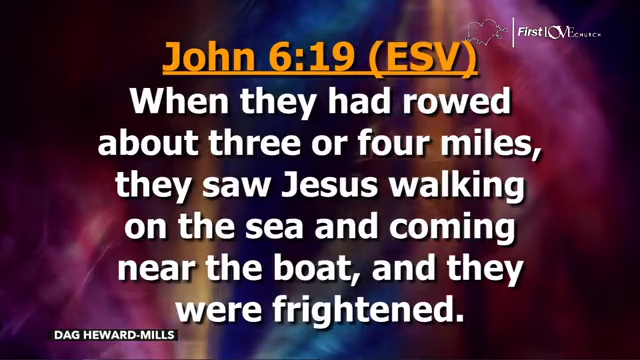 First LOVE CHURCH
John 6:19 (ESV)
When they had rowed
about three or four miles,
they saw Jesus walking
on the sea and coming
near the boat, and they
were frightened.
DAG HEWARD-MILLS